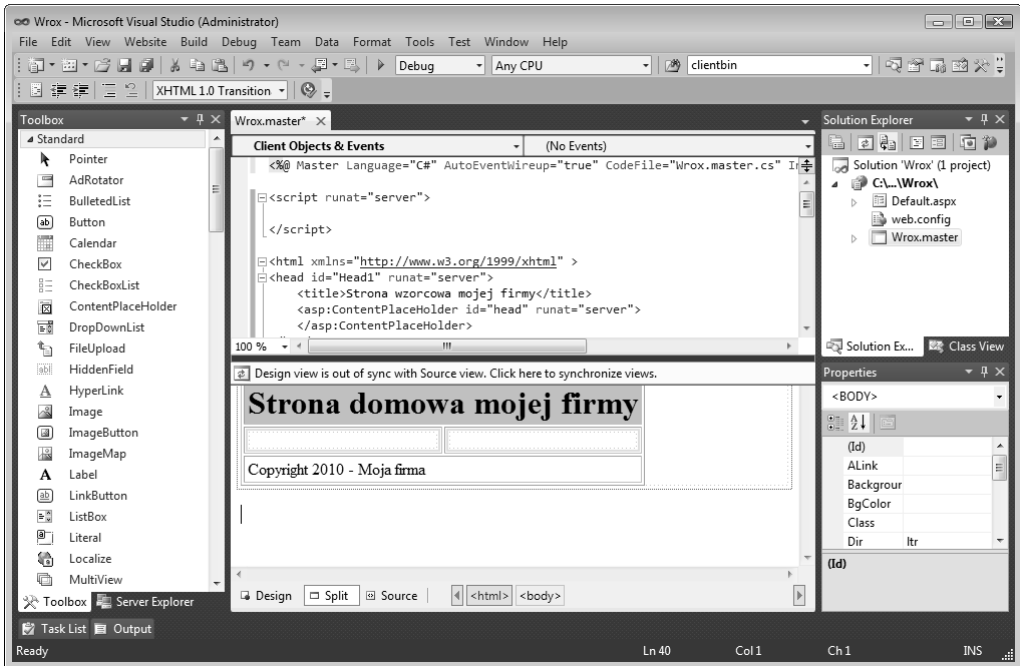 Wrox - Microsoft Visual Studio (Administrator)
File Edit View Website Build Debug Team Data Format Tools Test Window Help
Debug Any CPU clientbin
XHTML 1.0 Transition
Toolbox
Standard
Pointer
AdRotator
BulletedList
Button
Calendar
CheckBox
CheckBoxList
ContentPlaceHolder
DropDownList
FileUpload
HiddenField
HyperLink
Image
ImageButton
ImageMap
Label
LinkButton
ListBox
Literal
Localize
MultiView
Toolbox Server Explorer
Wrox.master*
Client Objects & Events (No Events)
<%@ Master Language="C#" AutoEventWireup="true" CodeFile="Wrox.master.cs" I
<script runat="server">
</script>
<html xmlns="http://www.w3.org/1999/xhtml" >
<head id="Head1" runat="server">
<title>Strona wzorcowa mojej firmy</title>
<asp:ContentPlaceHolder id="head" runat="server">
</asp:ContentPlaceHolder>
100 %
Design view is out of sync with Source view. Click here to synchronize views.
Strona domowa mojej firmy
Copyright 2010 - Moja firma
Design Split Source <html> <body>
Solution Explorer
Solution 'Wrox' (1 project)
C:\...\Wrox\
Default.aspx
web.config
Wrox.master
Solution Ex... Class View
Properties
<BODY>
(Id)
ALink
Backgrour
BgColor
Class
Dir ltr
(Id)
Task List Output
Ready Ln 40 Col 1 Ch 1 INS